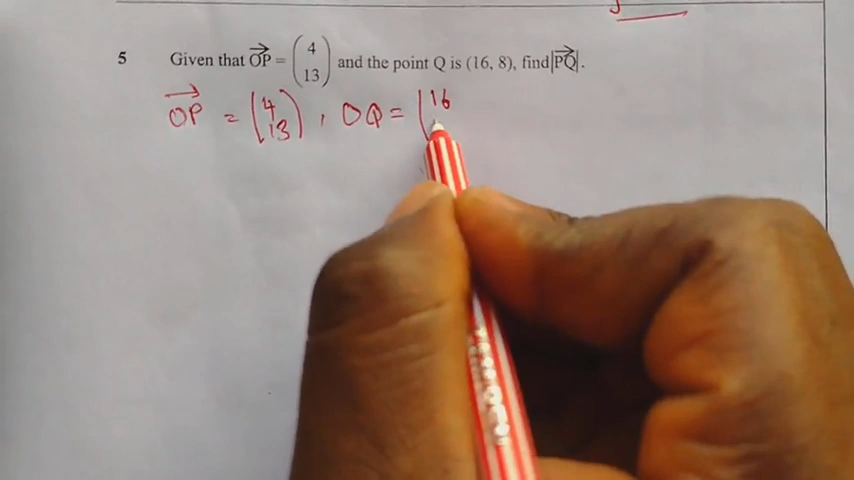 5 Given that OP = (4 13) and the point Q is (16, 8), find |PQ|.
OP = (4 13) , OQ = (16